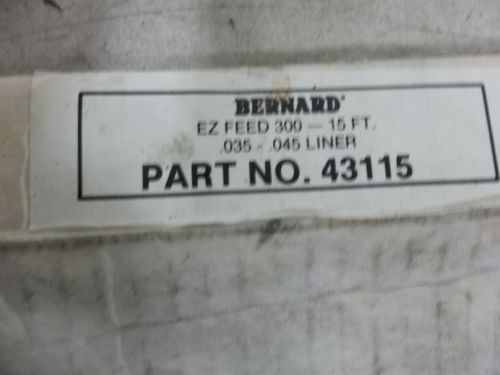 BERNARD
EZ FEED 300 — 15 FT.
.035 - .045 LINER
PART NO. 43115